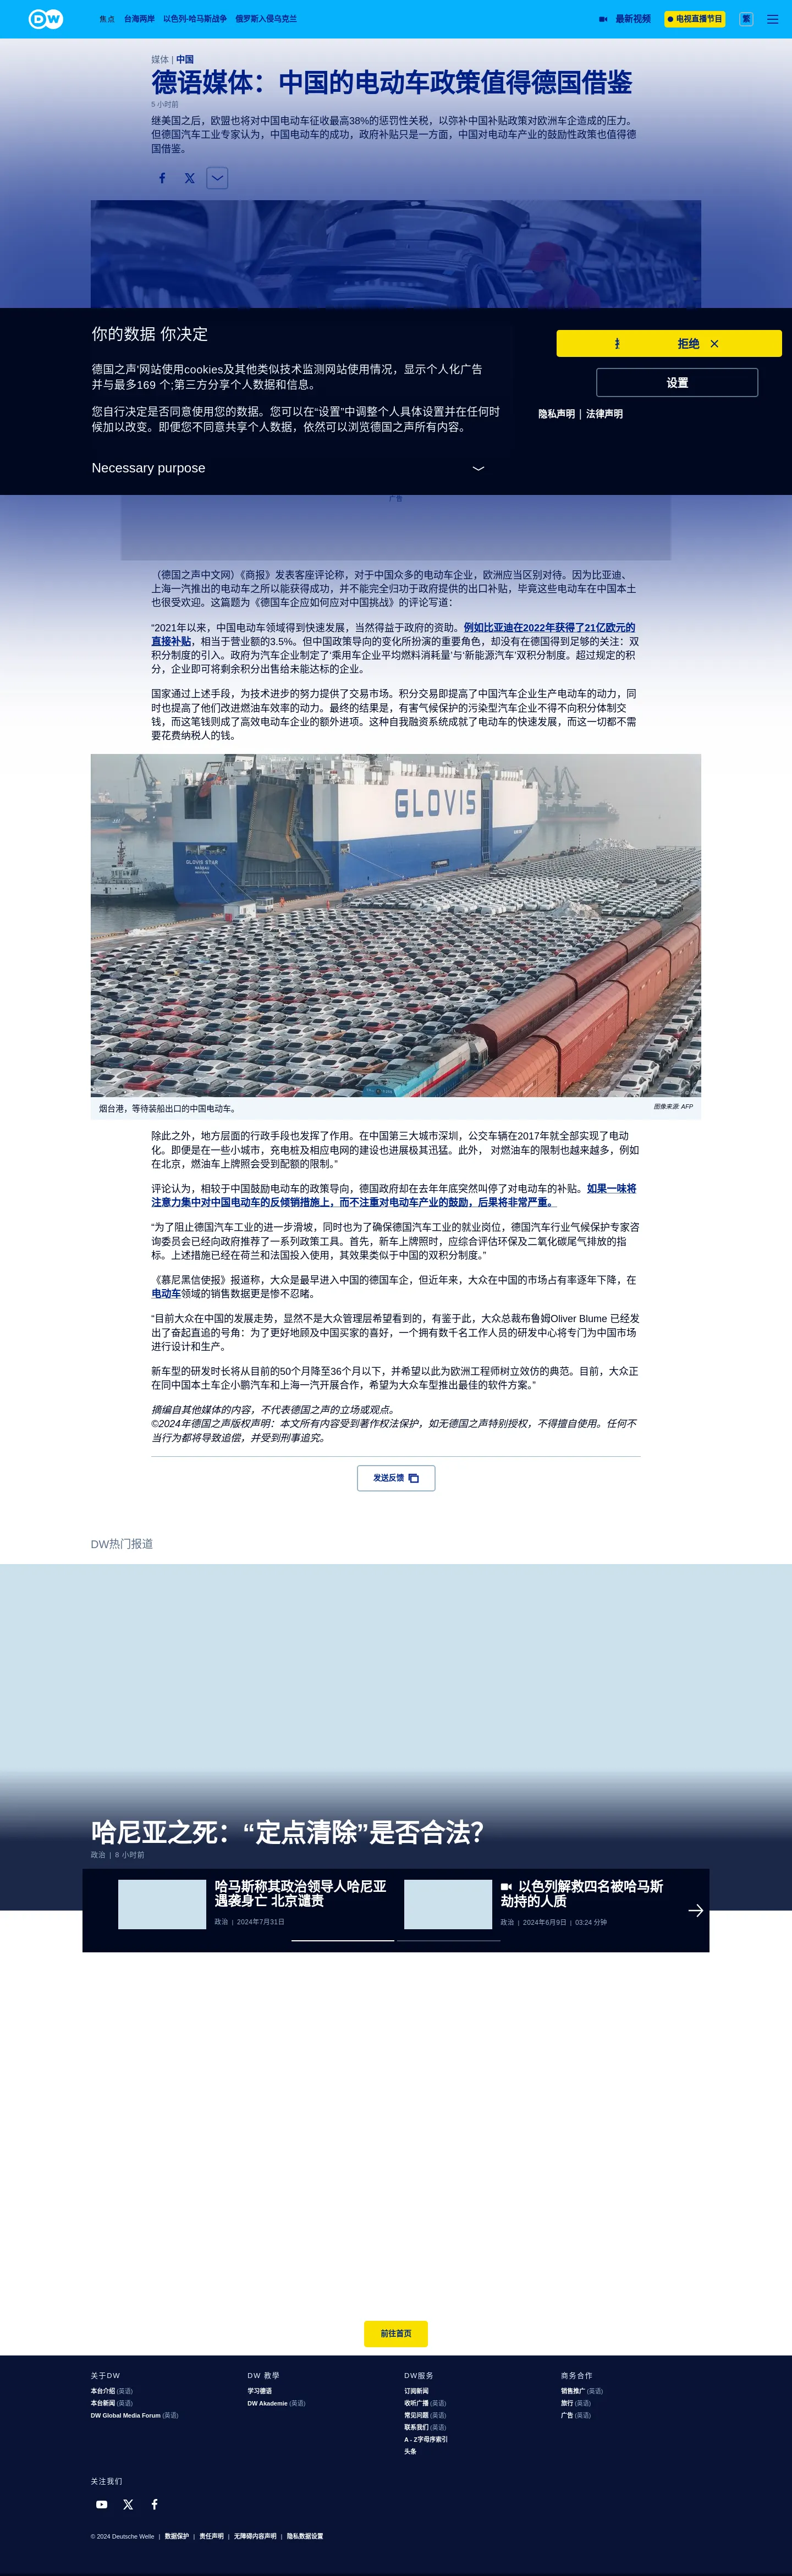 DW
焦点 台海两岸 以色列-哈马斯战争 俄罗斯入侵乌克兰 最新视频 电视直播节目 繁
媒体 | 中国
德语媒体：中国的电动车政策值得德国借鉴
5 小时前
继美国之后，欧盟也将对中国电动车征收最高38%的惩罚性关税，以弥补中国补贴政策对欧洲车企造成的压力。
但德国汽车工业专家认为，中国电动车的成功，政府补贴只是一方面，中国对电动车产业的鼓励性政策也值得德
国借鉴。
你的数据 你决定
德国之声'网站使用cookies及其他类似技术监测网站使用情况，显示个人化广告
并与最多169 个;第三方分享个人数据和信息。
您自行决定是否同意使用您的数据。您可以在“设置”中调整个人具体设置并在任何时
候加以改变。即便您不同意共享个人数据，依然可以浏览德国之声所有内容。
Necessary purpose
拒绝
设置
隐私声明 | 法律声明
广告
（德国之声中文网）《商报》发表客座评论称，对于中国众多的电动车企业，欧洲应当区别对待。因为比亚迪、
上海一汽推出的电动车之所以能获得成功，并不能完全归功于政府提供的出口补贴，毕竟这些电动车在中国本土
也很受欢迎。这篇题为《德国车企应如何应对中国挑战》的评论写道：
“2021年以来，中国电动车领域得到快速发展，当然得益于政府的资助。例如比亚迪在2022年获得了21亿欧元的
直接补贴，相当于营业额的3.5%。但中国政策导向的变化所扮演的重要角色，却没有在德国得到足够的关注：双
积分制度的引入。政府为汽车企业制定了‘乘用车企业平均燃料消耗量’与‘新能源汽车’双积分制度。超过规定的积
分，企业即可将剩余积分出售给未能达标的企业。
国家通过上述手段，为技术进步的努力提供了交易市场。积分交易即提高了中国汽车企业生产电动车的动力，同
时也提高了他们改进燃油车效率的动力。最终的结果是，有害气候保护的污染型汽车企业不得不向积分体制交
钱，而这笔钱则成了高效电动车企业的额外进项。这种自我融资系统成就了电动车的快速发展，而这一切都不需
要花费纳税人的钱。
GLOVIS
GLOVIS STAR
烟台港，等待装船出口的中国电动车。
图像来源: AFP
除此之外，地方层面的行政手段也发挥了作用。在中国第三大城市深圳，公交车辆在2017年就全部实现了电动
化。即便是在一些小城市，充电桩及相应电网的建设也进展极其迅猛。此外， 对燃油车的限制也越来越多，例如
在北京，燃油车上牌照会受到配额的限制。”
评论认为，相较于中国鼓励电动车的政策导向，德国政府却在去年年底突然叫停了对电动车的补贴。如果一味将
注意力集中对中国电动车的反倾销措施上，而不注重对电动车产业的鼓励，后果将非常严重。
“为了阻止德国汽车工业的进一步滑坡，同时也为了确保德国汽车工业的就业岗位，德国汽车行业气候保护专家咨
询委员会已经向政府推荐了一系列政策工具。首先，新车上牌照时，应综合评估环保及二氧化碳尾气排放的指
标。上述措施已经在荷兰和法国投入使用，其效果类似于中国的双积分制度。”
《慕尼黑信使报》报道称，大众是最早进入中国的德国车企，但近年来，大众在中国的市场占有率逐年下降，在
电动车领域的销售数据更是惨不忍睹。
“目前大众在中国的发展走势，显然不是大众管理层希望看到的，有鉴于此，大众总裁布鲁姆Oliver Blume 已经发
出了奋起直追的号角：为了更好地顾及中国买家的喜好，一个拥有数千名工作人员的研发中心将专门为中国市场
进行设计和生产。
新车型的研发时长将从目前的50个月降至36个月以下，并希望以此为欧洲工程师树立效仿的典范。目前，大众正
在同中国本土车企小鹏汽车和上海一汽开展合作，希望为大众车型推出最佳的软件方案。”
摘编自其他媒体的内容，不代表德国之声的立场或观点。
©2024年德国之声版权声明：本文所有内容受到著作权法保护，如无德国之声特别授权，不得擅自使用。任何不
当行为都将导致追偿，并受到刑事追究。
发送反馈
DW热门报道
哈尼亚之死：“定点清除”是否合法？
政治 | 8 小时前
哈马斯称其政治领导人哈尼亚
遇袭身亡 北京谴责
政治 | 2024年7月31日
以色列解救四名被哈马斯
劫持的人质
政治 | 2024年6月9日 | 03:24 分钟
前往首页
关于DW
本台介绍 (英语)
本台新闻 (英语)
DW Global Media Forum (英语)
DW 教學
学习德语
DW Akademie (英语)
DW服务
订阅新闻
收听广播 (英语)
常见问题 (英语)
联系我们 (英语)
A - Z字母序索引
头条
商务合作
销售推广 (英语)
旅行 (英语)
广告 (英语)
关注我们
© 2024 Deutsche Welle | 数据保护 | 责任声明 | 无障碍内容声明 | 隐私数据设置